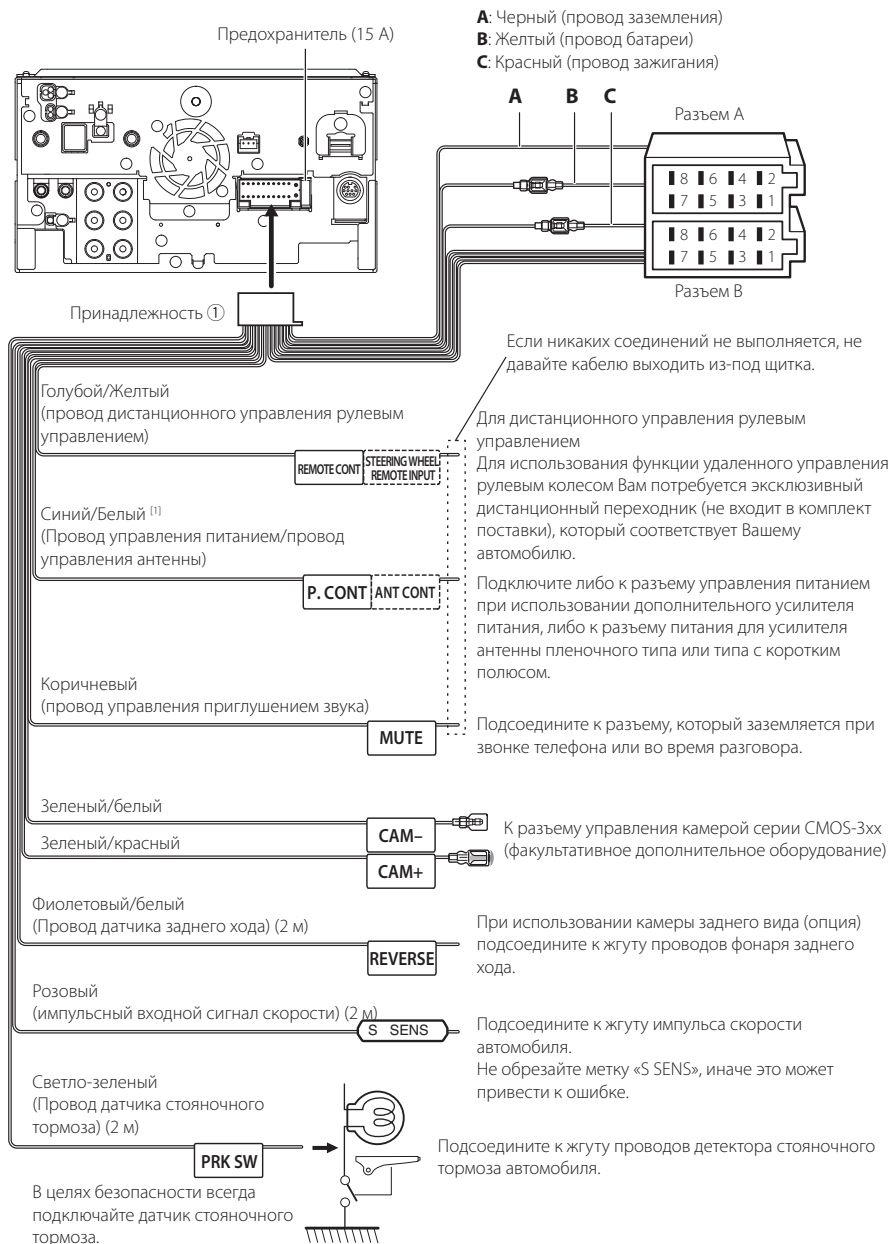 A: Черный (провод заземления)
B: Желтый (провод батареи)
C: Красный (провод зажигания)
Предохранитель (15 A)
A B C
Разъем A
8 6 4 2
7 5 3 1
8 6 4 2
7 5 3 1
Разъем B
Принадлежность ①
Если никаких соединений не выполняется, не
давайте кабелю выходить из-под щитка.
Голубой/Желтый
(провод дистанционного управления рулевым
управлением)
REMOTE CONT
STEERING WHEEL
REMOTE INPUT
Для дистанционного управления рулевым
управлением
Для использования функции удаленного управления
рулевым колесом Вам потребуется эксклюзивный
дистанционный переходник (не входит в комплект
поставки), который соответствует Вашему
автомобилю.
Синий/Белый [1]
(Провод управления питанием/провод
управления антенны)
P. CONT ANT CONT
Подключите либо к разъему управления питанием
при использовании дополнительного усилителя
питания, либо к разъему питания для усилителя
антенны пленочного типа или типа с коротким
полюсом.
Коричневый
(провод управления приглушением звука)
MUTE
Подсоедините к разъему, который заземляется при
звонке телефона или во время разговора.
Зеленый/белый
CAM–
Зеленый/красный
CAM+
К разъему управления камерой серии CMOS-3xx
(факультативное дополнительное оборудование)
Фиолетовый/белый
(Провод датчика заднего хода) (2 м)
REVERSE
При использовании камеры заднего вида (опция)
подсоедините к жгуту проводов фонаря заднего
хода.
Розовый
(импульсный входной сигнал скорости) (2 м)
S SENS
Подсоедините к жгуту импульса скорости
автомобиля.
Не обрезайте метку «S SENS», иначе это может
привести к ошибке.
Светло-зеленый
(Провод датчика стояночного
тормоза) (2 м)
PRK SW
Подсоедините к жгуту проводов детектора стояночного
тормоза автомобиля.
В целях безопасности всегда
подключайте датчик стояночного
тормоза.